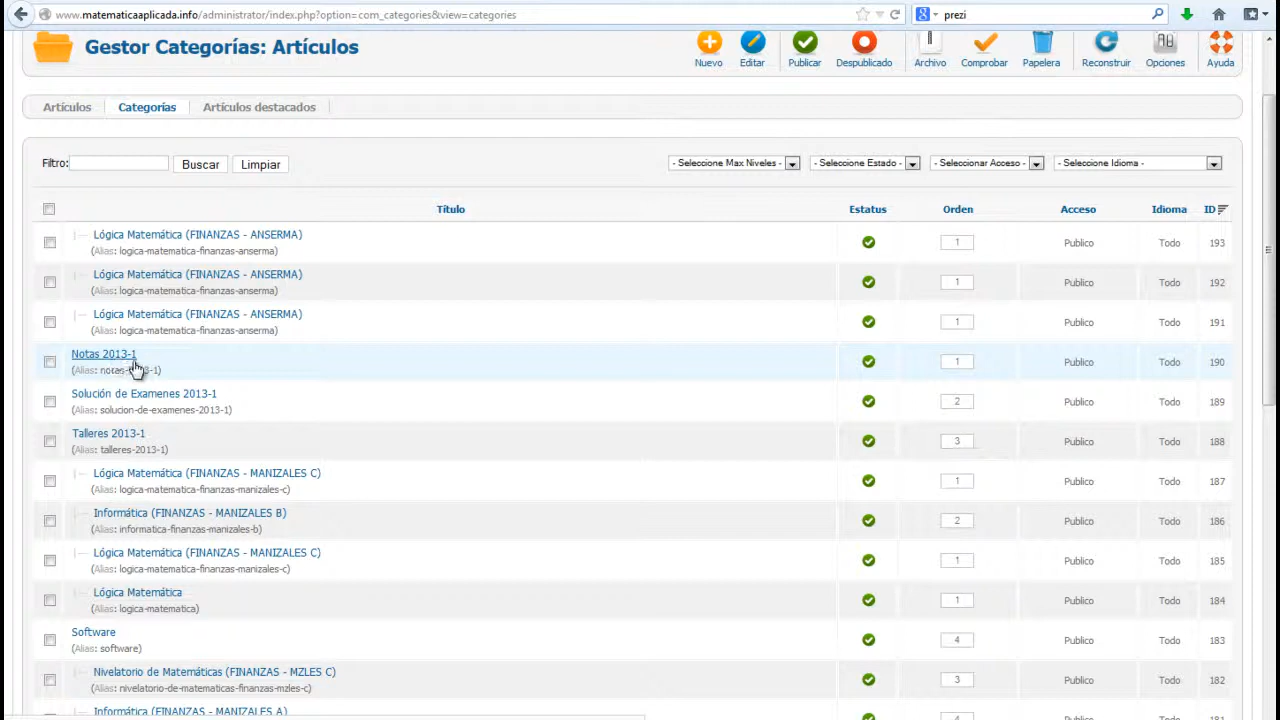 www.matematicaaplicada.info/administrator/index.php?option=com_categories&view=categories
prezi
Gestor Categorías: Artículos
Nuevo Editar Publicar Despublicado Archivo Comprobar Papelera Reconstruir Opciones Ayuda
Artículos Categorías Artículos destacados
Filtro: Buscar Limpiar - Seleccione Max Niveles - - Seleccione Estado - - Seleccionar Acceso - - Seleccione Idioma -
Título Estatus Orden Acceso Idioma ID
Lógica Matemática (FINANZAS - ANSERMA)
(Alias: logica-matematica-finanzas-anserma)
1 Publico Todo 193
Lógica Matemática (FINANZAS - ANSERMA)
(Alias: logica-matematica-finanzas-anserma)
1 Publico Todo 192
Lógica Matemática (FINANZAS - ANSERMA)
(Alias: logica-matematica-finanzas-anserma)
1 Publico Todo 191
Notas 2013-1
(Alias:
1 Publico Todo 190
Solución de Examenes 2013-1
(Alias: solucion-de-examenes-2013-1)
2 Publico Todo 189
Talleres 2013-1
(Alias: talleres-2013-1)
3 Publico Todo 188
Lógica Matemática (FINANZAS - MANIZALES C)
(Alias: logica-matematica-finanzas-manizales-c)
1 Publico Todo 187
Informática (FINANZAS - MANIZALES B)
(Alias: informatica-finanzas-manizales-b)
2 Publico Todo 186
Lógica Matemática (FINANZAS - MANIZALES C)
(Alias: logica-matematica-finanzas-manizales-c)
1 Publico Todo 185
Lógica Matemática
(Alias: logica-matematica)
1 Publico Todo 184
Software
(Alias: software)
4 Publico Todo 183
Nivelatorio de Matemáticas (FINANZAS - MZLES C)
(Alias: nivelatorio-de-matematicas-finanzas-mzles-c)
3 Publico Todo 182
Informática (FINANZAS - MANIZALES A)